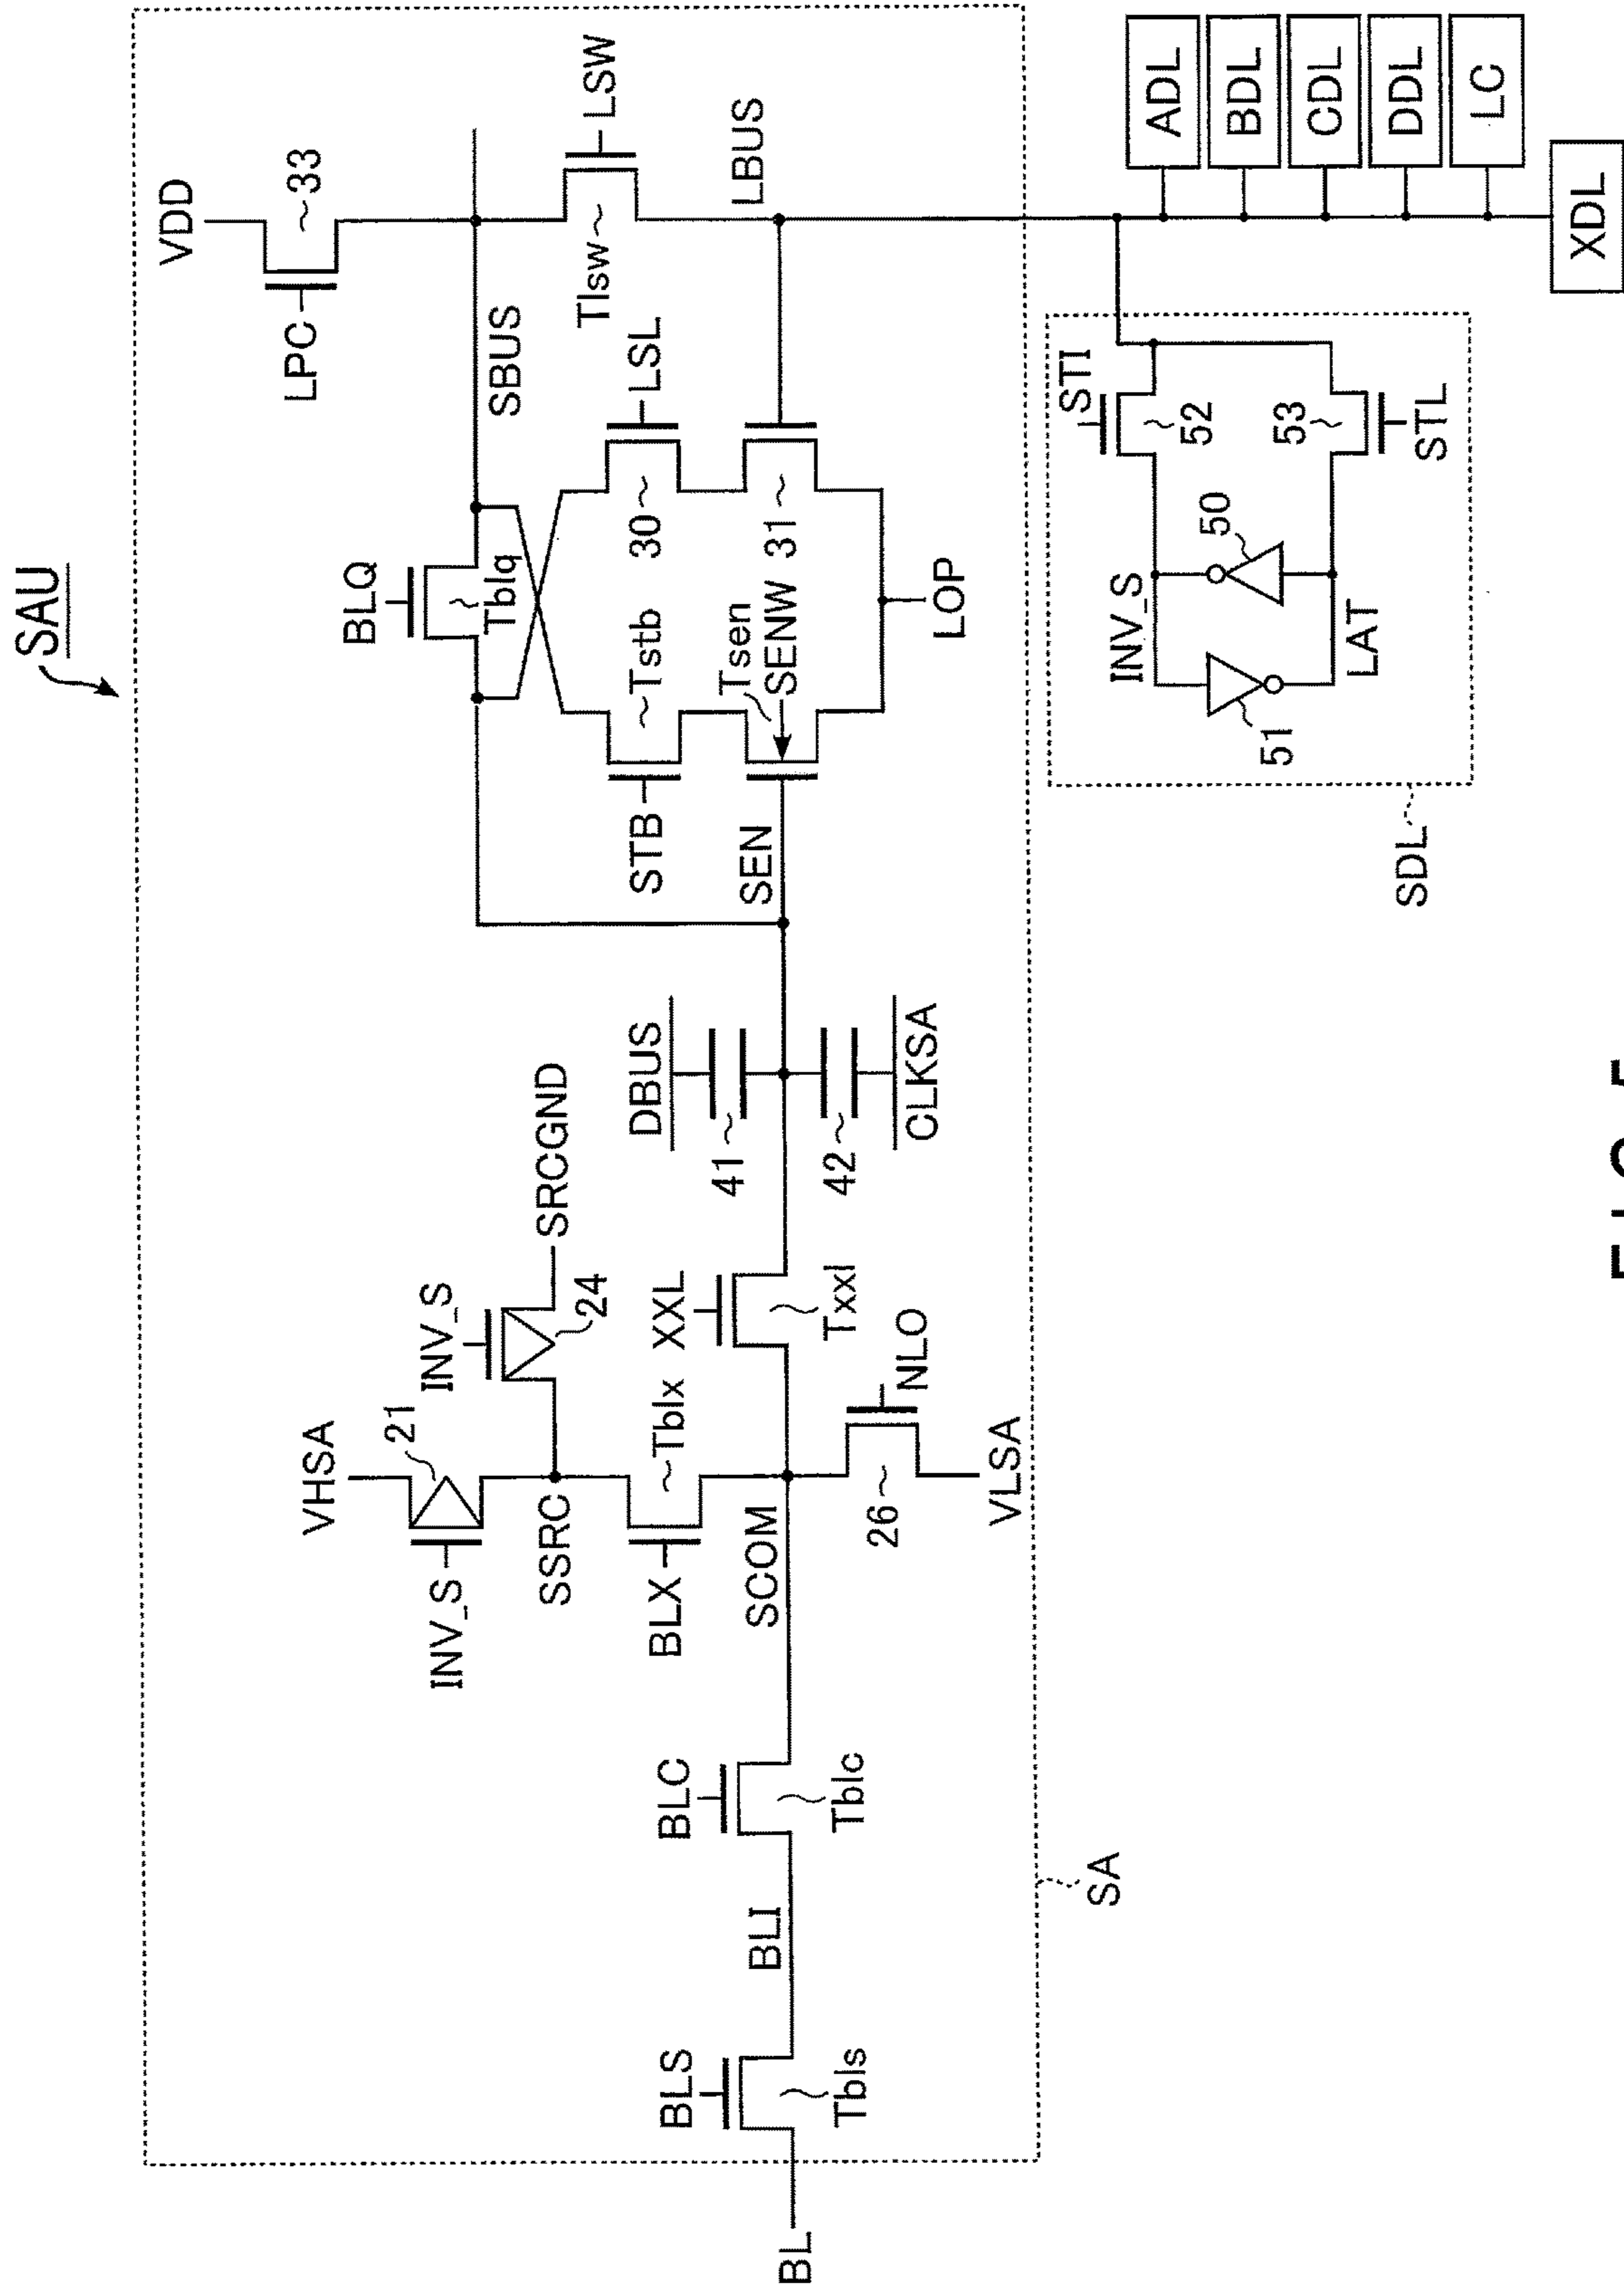 SAU
VDD
LPC
33
SBUS
BLQ
Tblq
LSW
Tlsw
LBUS
LSL
30
STB
Tstb
Tsen
SENW
31
SEN
LOP
DBUS
41
42
CLKSA
VHSA
INV_S
21
INV_S
24
SRCGND
SSRC
BLX
Tblx
XXL
Txxl
SCOM
NLO
26
VLSA
BLC
Tblc
BLI
BLS
Tbls
BL
SA
ADL
BDL
CDL
DDL
LC
XDL
STI
52
53
STL
INV_S
50
51
LAT
SDL